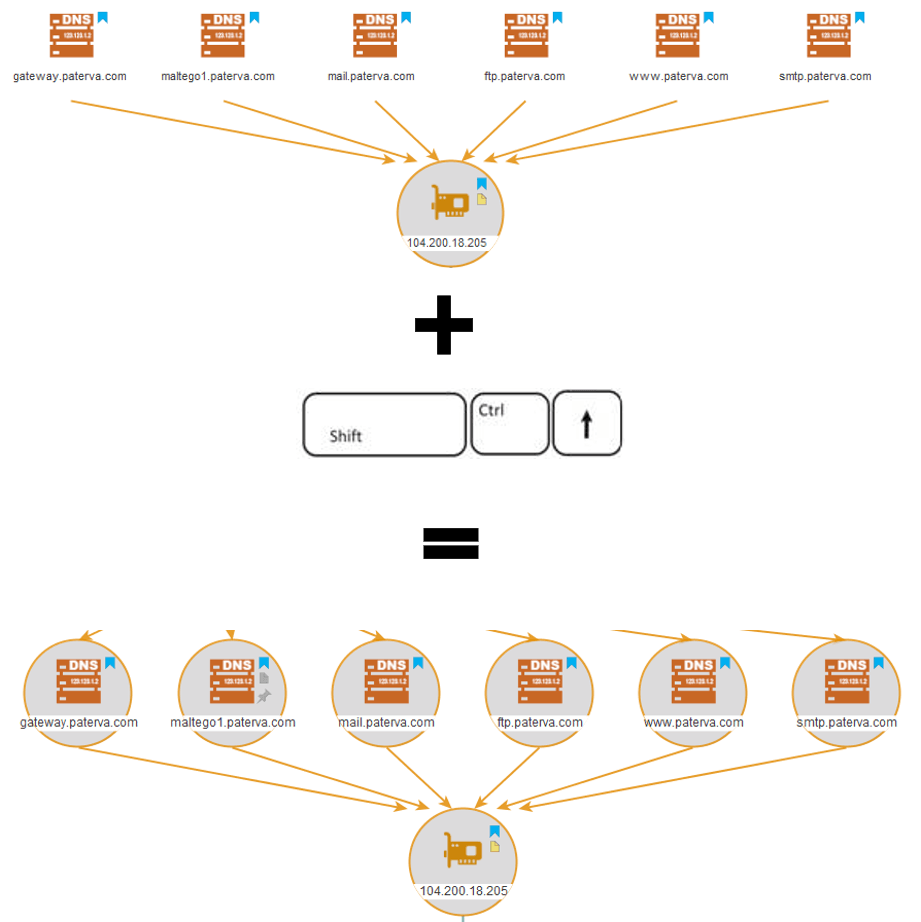 DNS DNS DNS DNS DNS DNS
123.123.1.2 123.123.1.2 123.123.1.2 123.123.1.2 123.123.1.2 123.123.1.2
gateway.paterva.com maltego1.paterva.com mail.paterva.com ftp.paterva.com www.paterva.com smtp.paterva.com
104.200.18.205
+
Shift Ctrl ↑
=
DNS DNS DNS DNS DNS DNS
123.123.1.2 123.123.1.2 123.123.1.2 123.123.1.2 123.123.1.2 123.123.1.2
gateway.paterva.com maltego1.paterva.com mail.paterva.com ftp.paterva.com www.paterva.com smtp.paterva.com
104.200.18.205